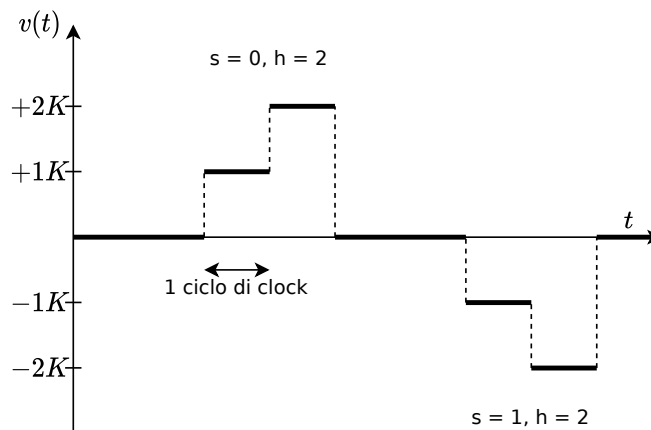 v(t)
s = 0, h = 2
+2K
+1K
t
1 ciclo di clock
−1K
−2K
s = 1, h = 2